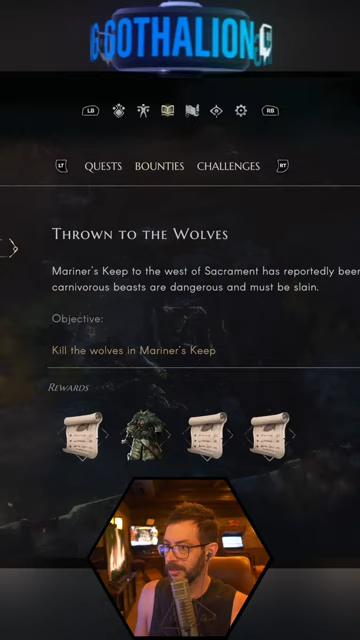 GOTHALION
LB
RB
LT QUESTS BOUNTIES CHALLENGES RT
Thrown to the Wolves
Mariner's Keep to the west of Sacrament has reportedly
carnivorous beasts are dangerous and must be slain.
Objective:
Kill the wolves in Mariner's Keep
Rewards